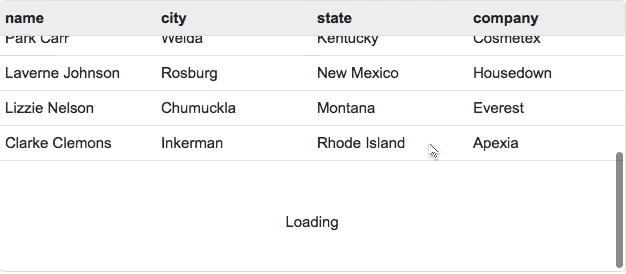 name city state company
Park Carr Welda Kentucky Cosmetex
Laverne Johnson Rosburg New Mexico Housedown
Lizzie Nelson Chumuckla Montana Everest
Clarke Clemons Inkerman Rhode Island Apexia
Loading